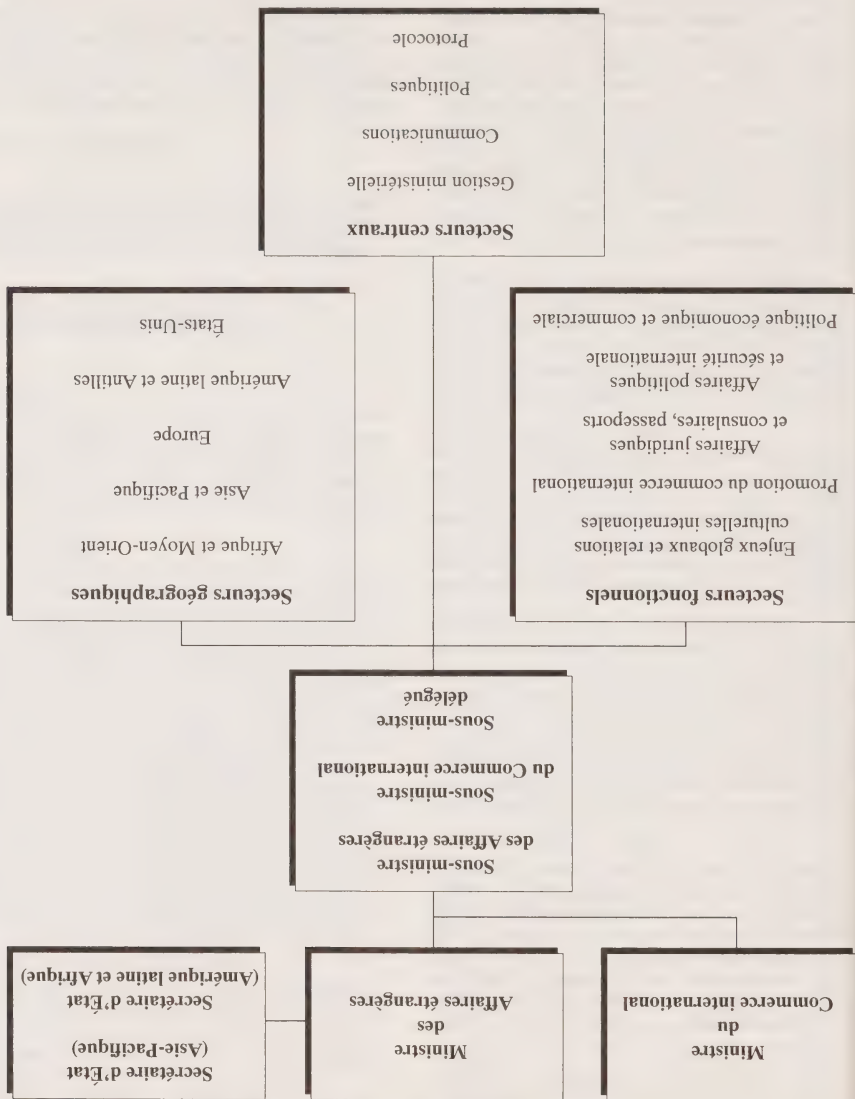 Ministre
du
Commerce international
Ministre
des
Affaires étrangères
Secrétaire d'État
(Asie-Pacifique)
Secrétaire d'État
(Amérique latine et Afrique)
Sous-ministre
des Affaires étrangères
Sous-ministre
du Commerce international
Sous-ministre
délégué
Secteurs fonctionnels
Enjeux globaux et relations
culturelles internationales
Promotion du commerce international
Affaires juridiques
et consulaires, passeports
Affaires politiques
et sécurité internationale
Politique économique et commerciale
Secteurs géographiques
Afrique et Moyen-Orient
Asie et Pacifique
Europe
Amérique latine et Antilles
États-Unis
Secteurs centraux
Gestion ministérielle
Communications
Politiques
Protocole